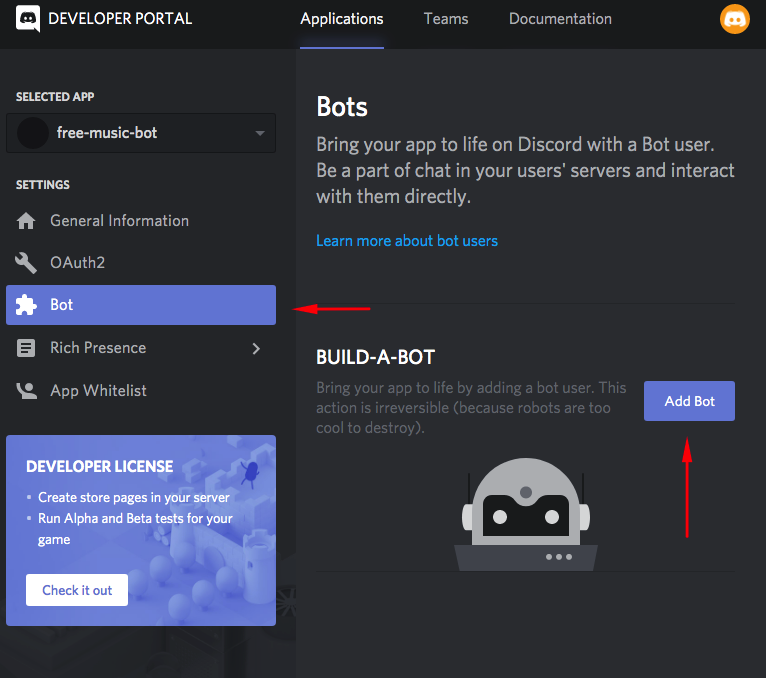 DEVELOPER PORTAL
Applications
Teams
Documentation
SELECTED APP
free-music-bot
SETTINGS
General Information
OAuth2
Bot
Rich Presence
App Whitelist
DEVELOPER LICENSE
Create store pages in your server
Run Alpha and Beta tests for your
game
Check it out
Bots
Bring your app to life on Discord with a Bot user.
Be a part of chat in your users' servers and interact
with them directly.
Learn more about bot users
BUILD-A-BOT
Bring your app to life by adding a bot user. This
action is irreversible (because robots are too
cool to destroy).
Add Bot